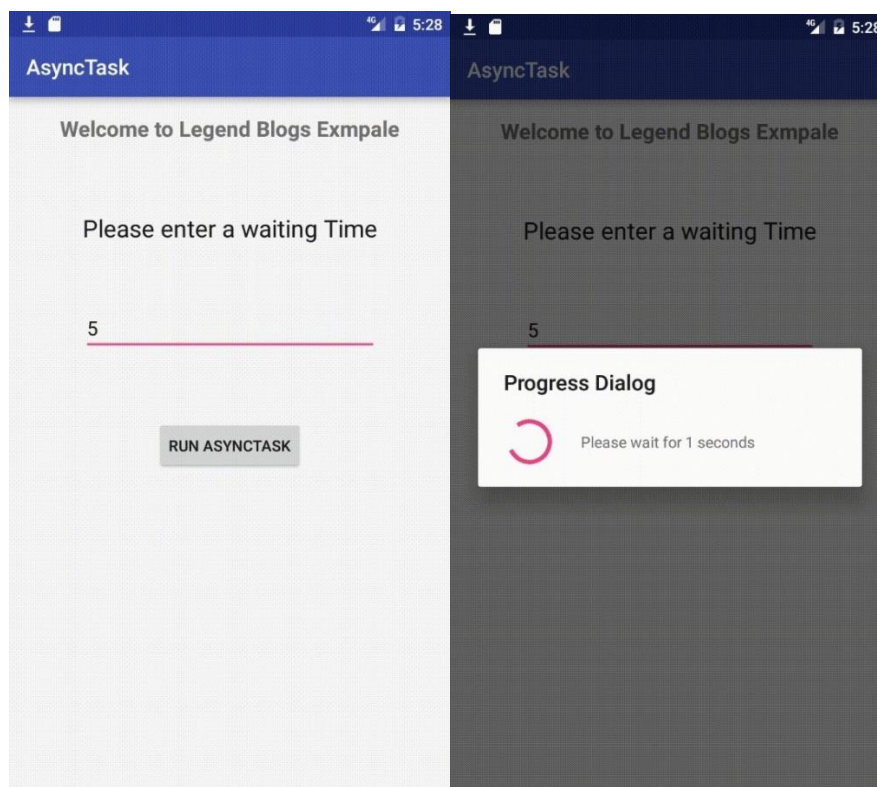 4G 5:28
AsyncTask
Welcome to Legend Blogs Exmpale
Please enter a waiting Time
5
RUN ASYNCTASK
4G 5:28
AsyncTask
Welcome to Legend Blogs Exmpale
Please enter a waiting Time
5
Progress Dialog
Please wait for 1 seconds